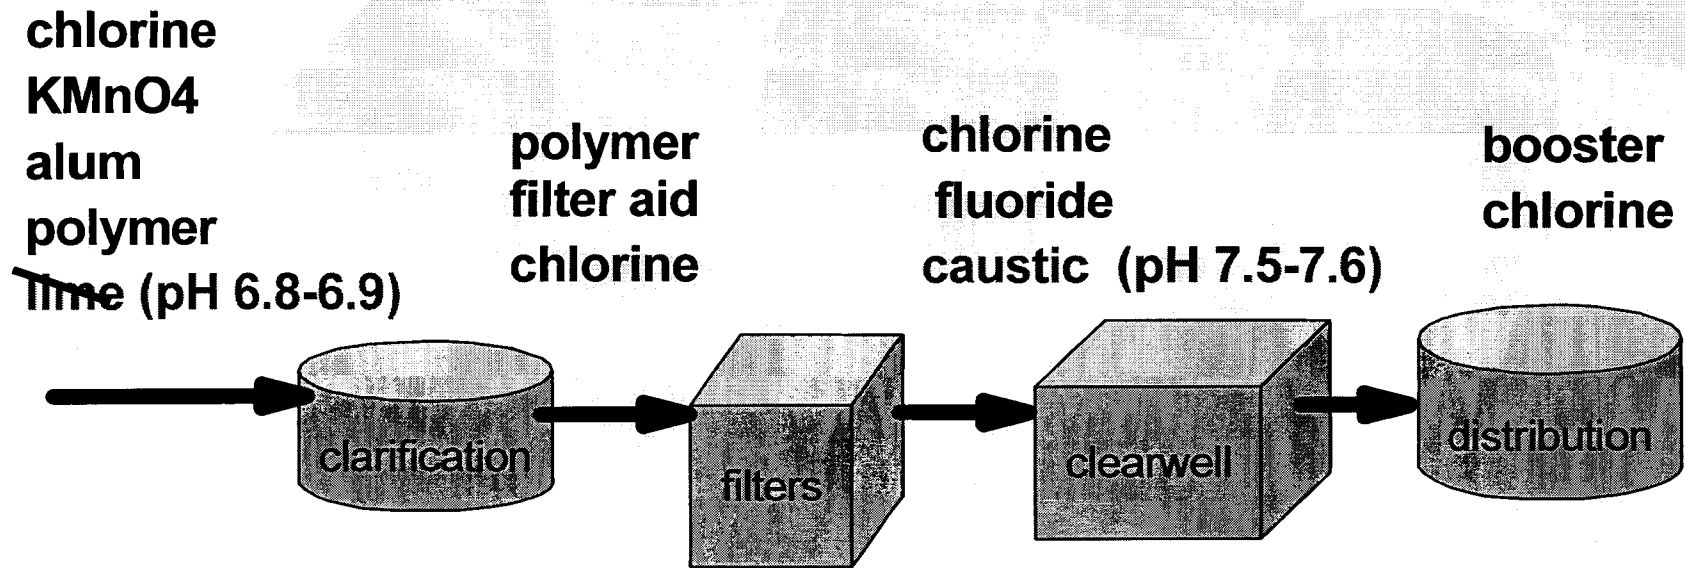 chlorine
KMnO4
alum
polymer
lime (pH 6.8-6.9)
polymer
filter aid
chlorine
chlorine
fluoride
caustic (pH 7.5-7.6)
booster
chlorine
clarification
filters
clearwell
distribution